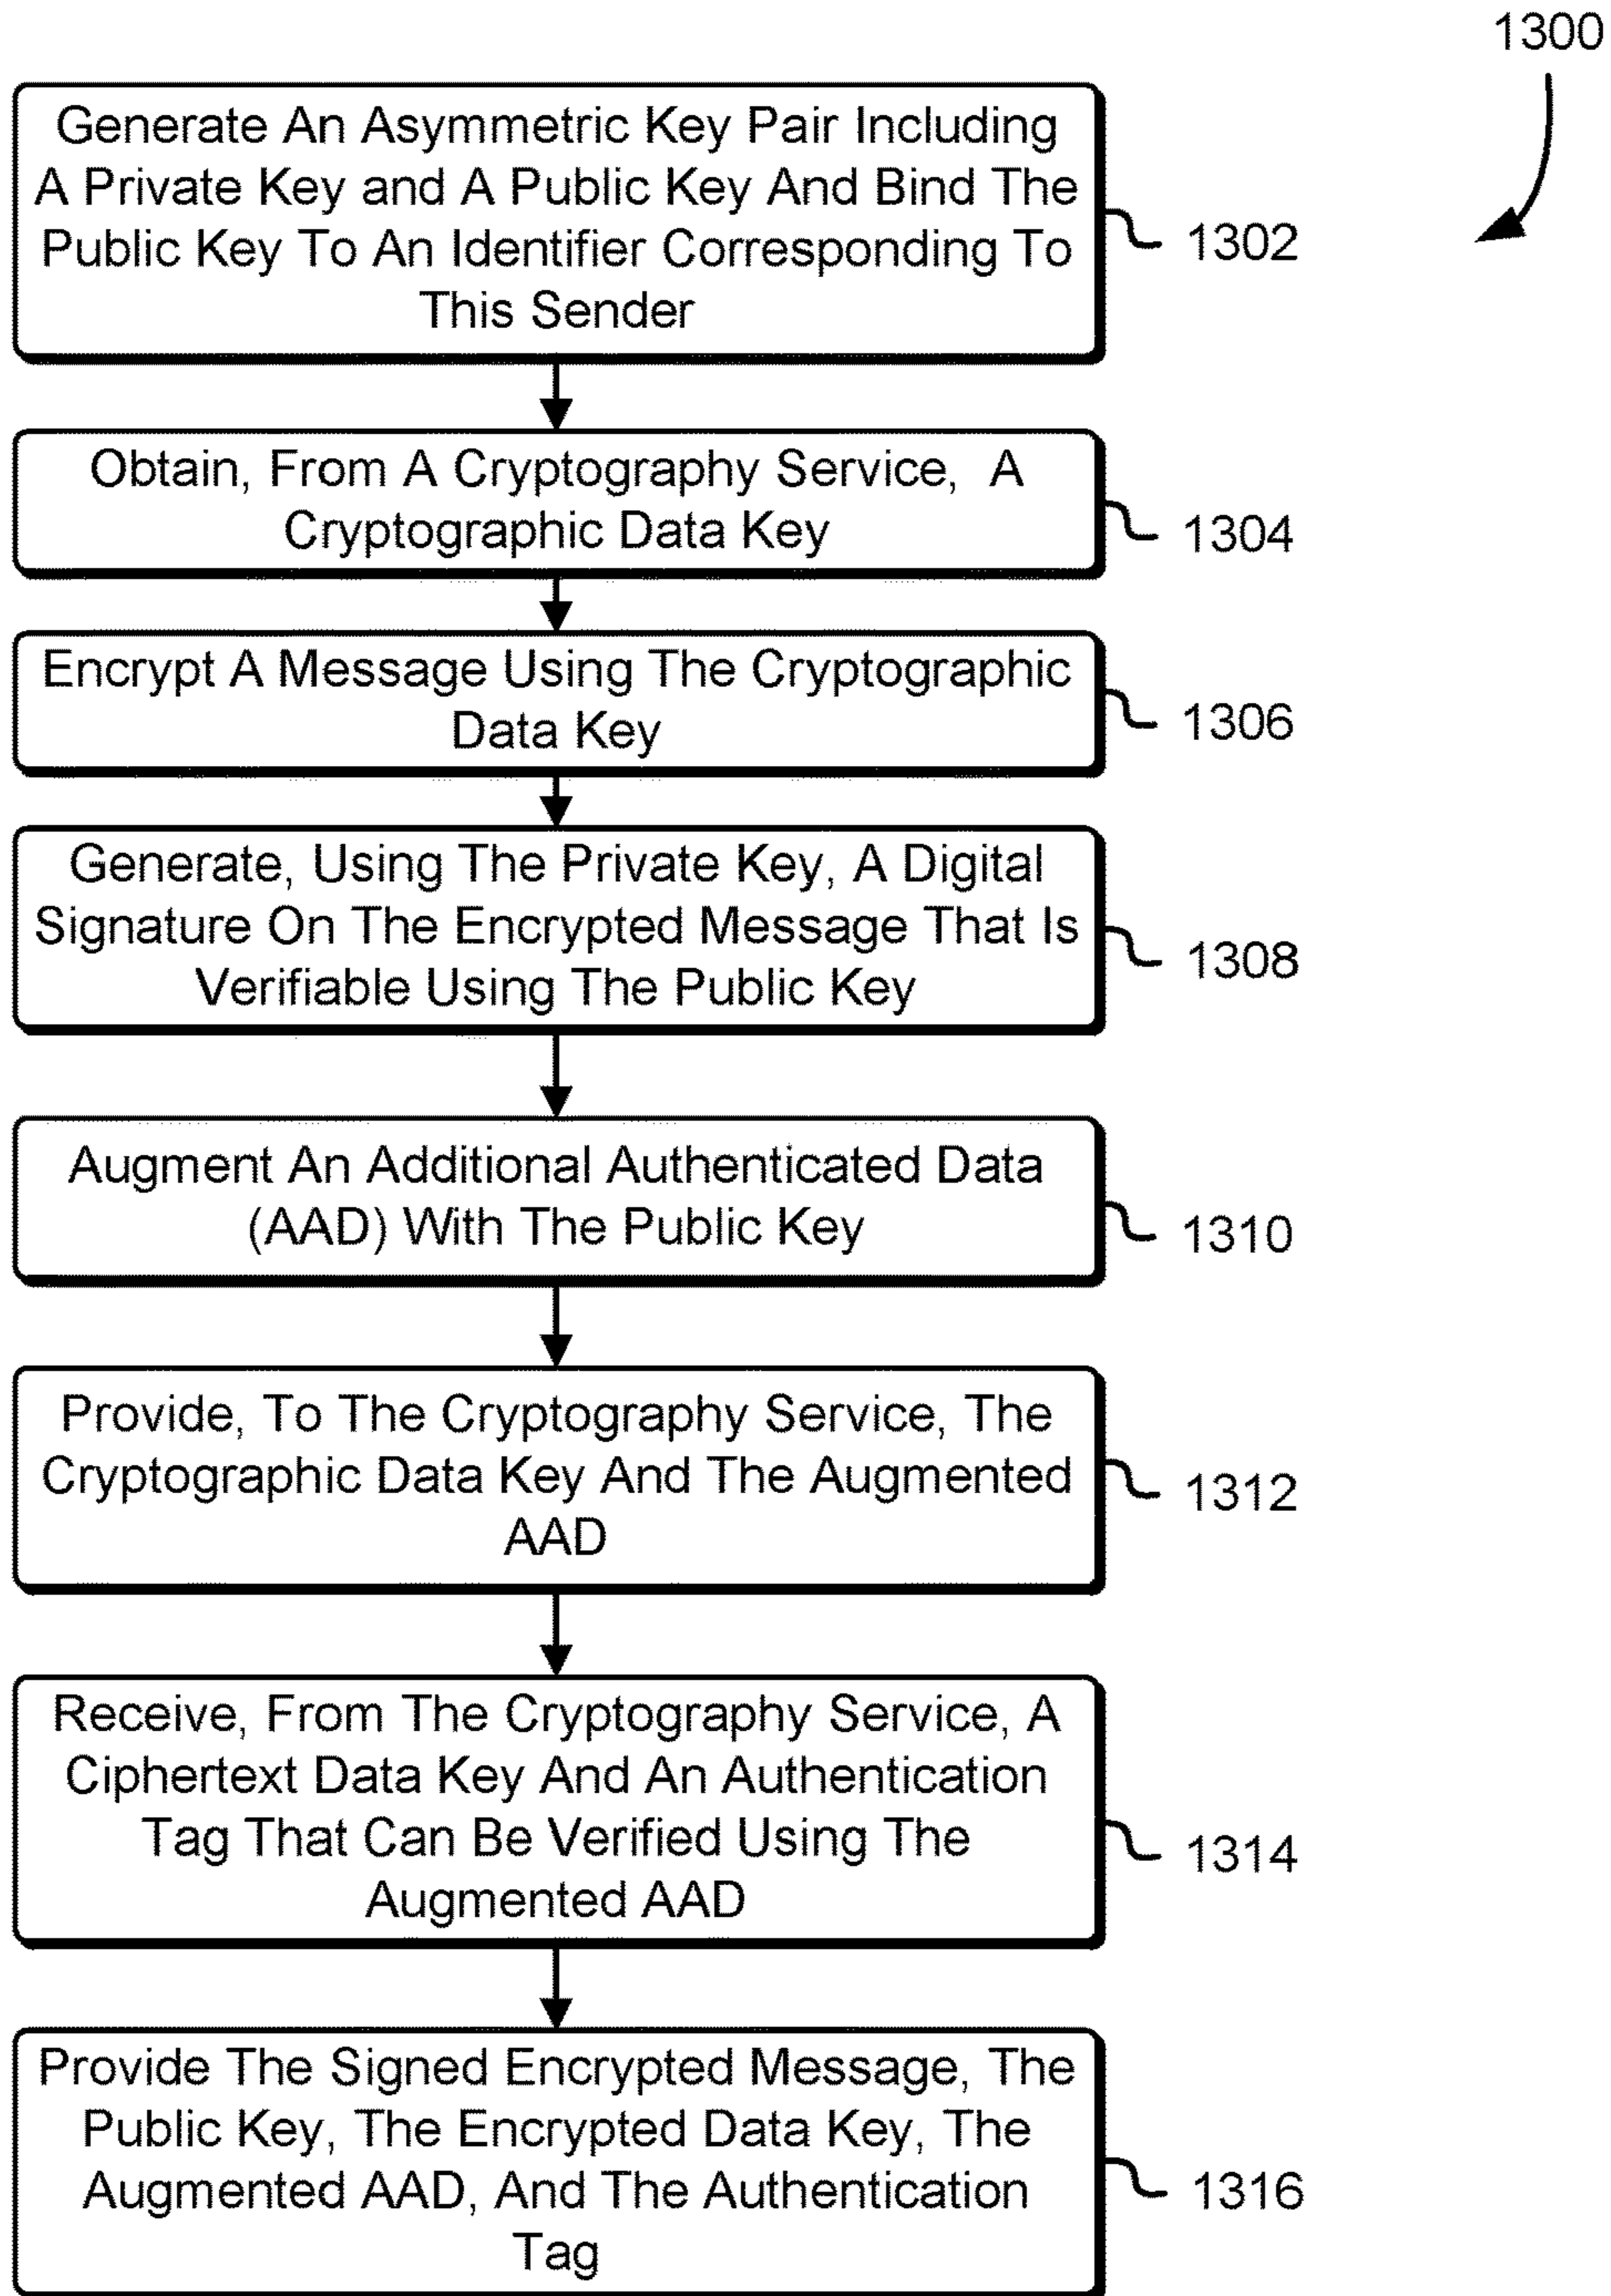 1300
Generate An Asymmetric Key Pair Including
A Private Key and A Public Key And Bind The
Public Key To An Identifier Corresponding To
This Sender
1302
Obtain, From A Cryptography Service, A
Cryptographic Data Key
1304
Encrypt A Message Using The Cryptographic
Data Key
1306
Generate, Using The Private Key, A Digital
Signature On The Encrypted Message That Is
Verifiable Using The Public Key
1308
Augment An Additional Authenticated Data
(AAD) With The Public Key
1310
Provide, To The Cryptography Service, The
Cryptographic Data Key And The Augmented
AAD
1312
Receive, From The Cryptography Service, A
Ciphertext Data Key And An Authentication
Tag That Can Be Verified Using The
Augmented AAD
1314
Provide The Signed Encrypted Message, The
Public Key, The Encrypted Data Key, The
Augmented AAD, And The Authentication
Tag
1316